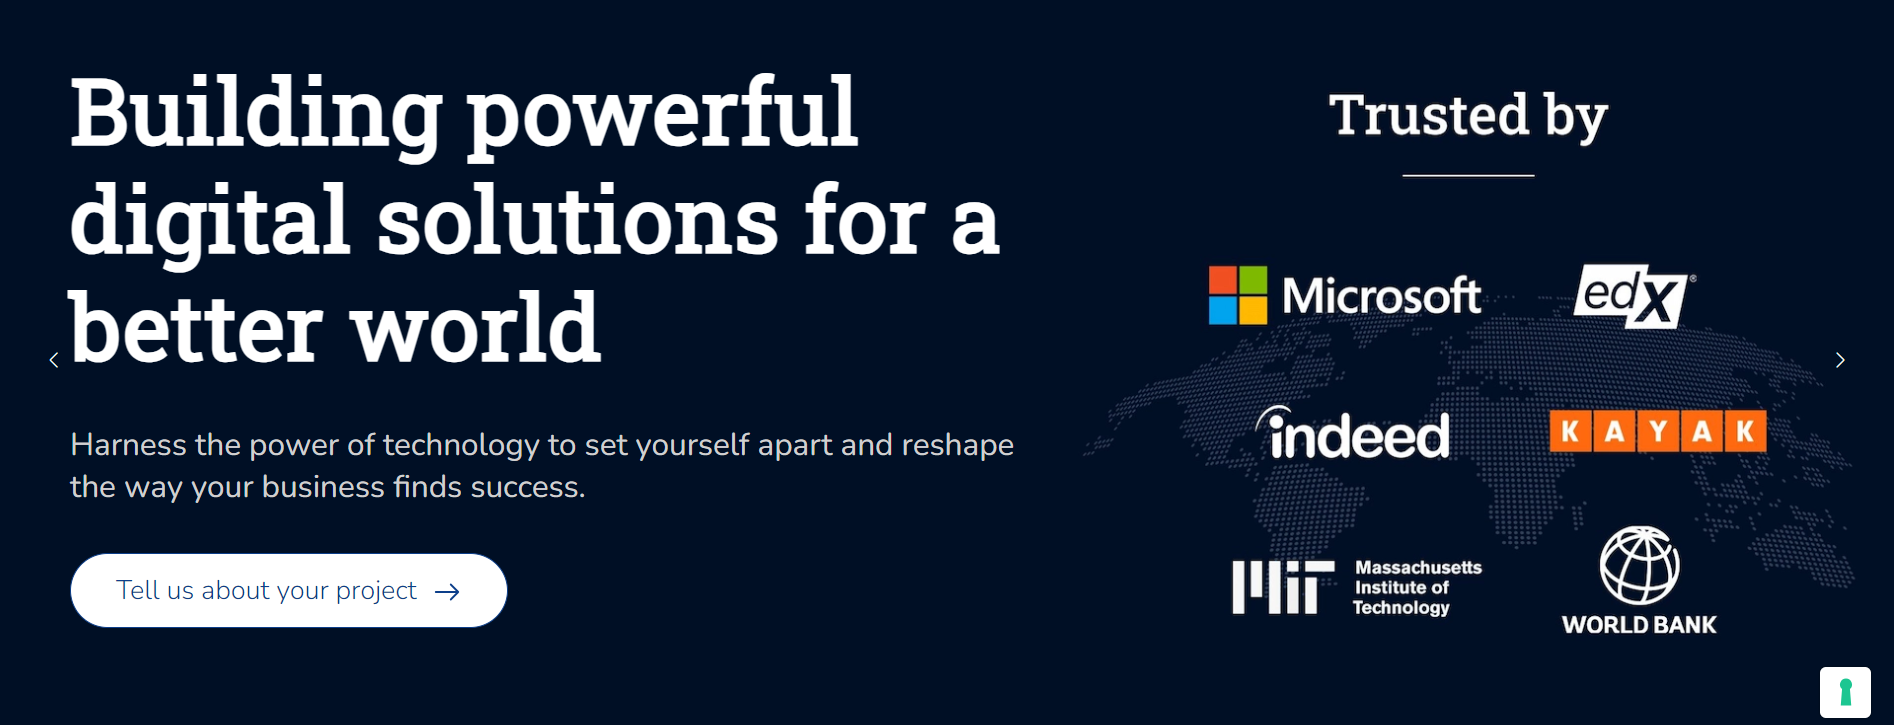 Building powerful
digital solutions for a
better world
Harness the power of technology to set yourself apart and reshape
the way your business finds success.
Tell us about your project →
Trusted by
Microsoft
edX®
indeed
KAYAK
MIT
Massachusetts
Institute of
Technology
WORLD BANK